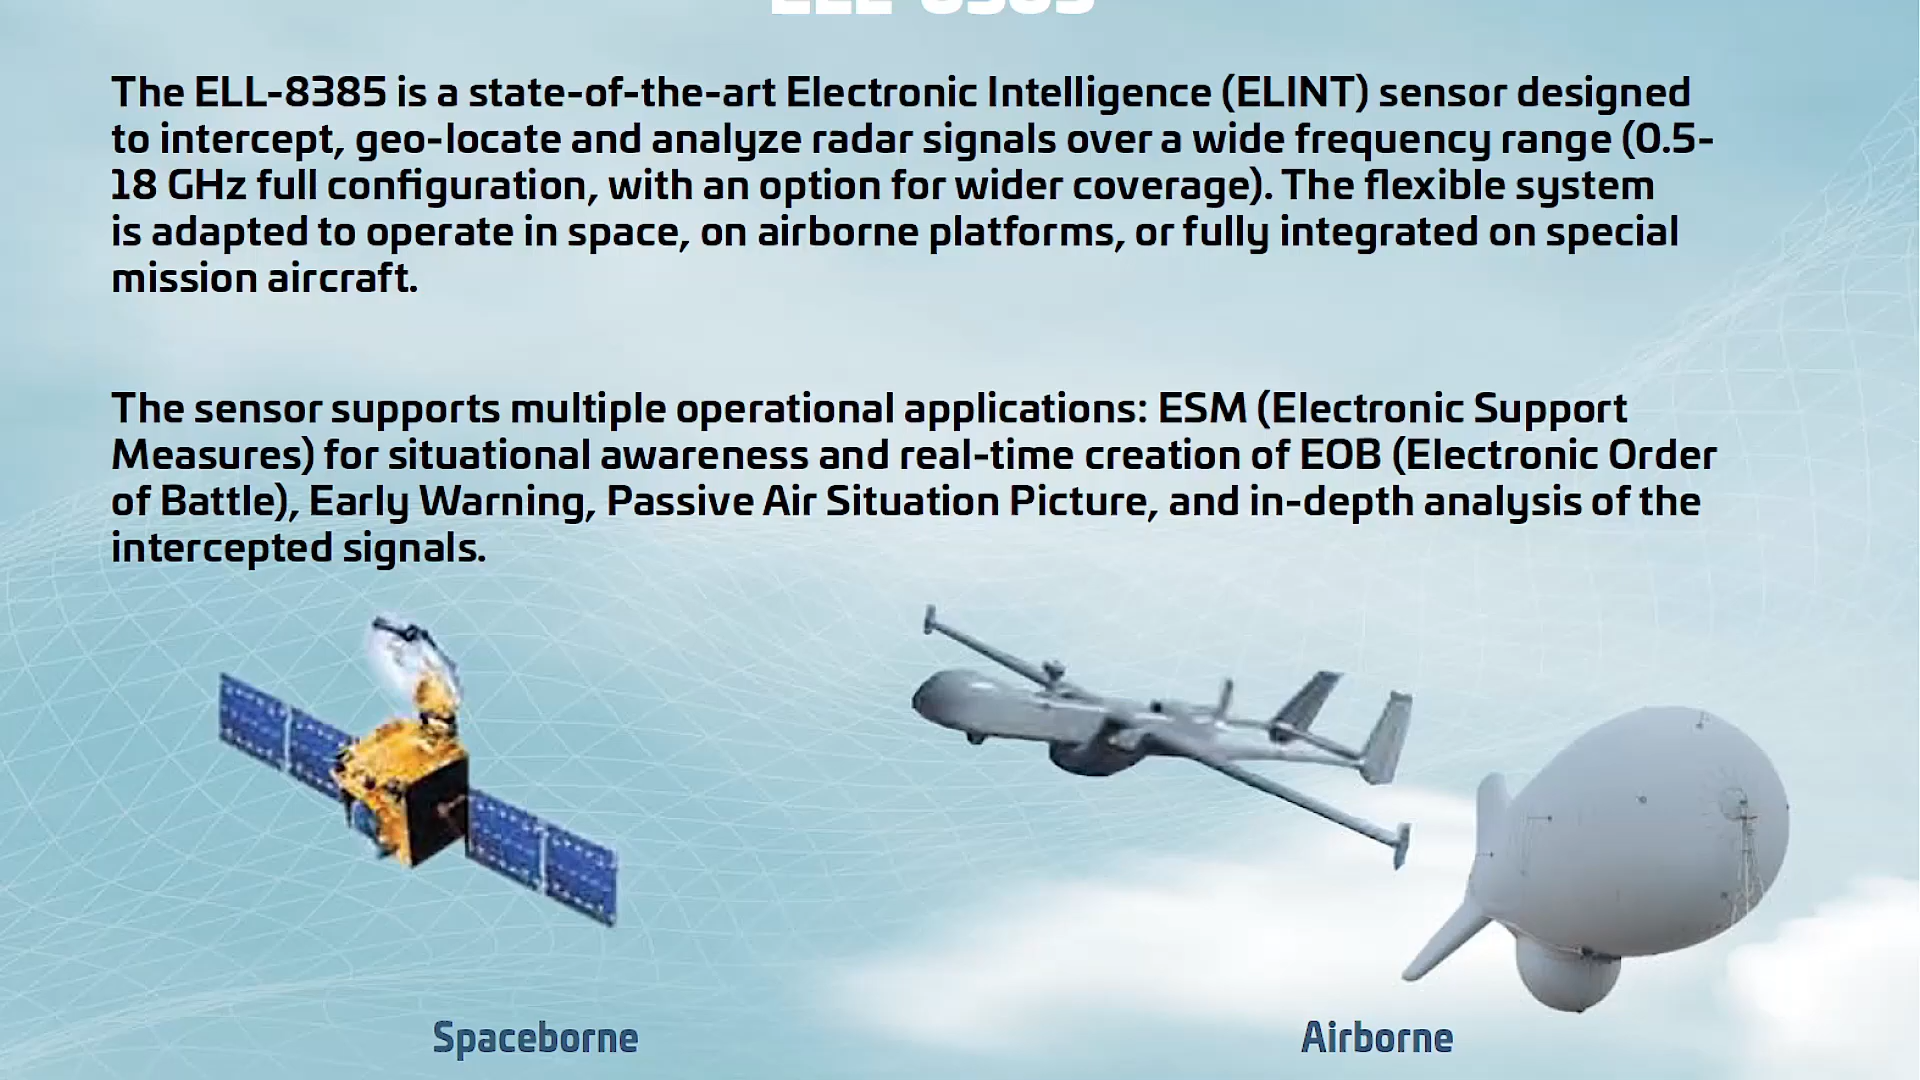 ELL-8385
The ELL-8385 is a state-of-the-art Electronic Intelligence (ELINT) sensor designed
to intercept, geo-locate and analyze radar signals over a wide frequency range (0.5-
18 GHz full configuration, with an option for wider coverage). The flexible system
is adapted to operate in space, on airborne platforms, or fully integrated on special
mission aircraft.
The sensor supports multiple operational applications: ESM (Electronic Support
Measures) for situational awareness and real-time creation of EOB (Electronic Order
of Battle), Early Warning, Passive Air Situation Picture, and in-depth analysis of the
intercepted signals.
Spaceborne
Airborne